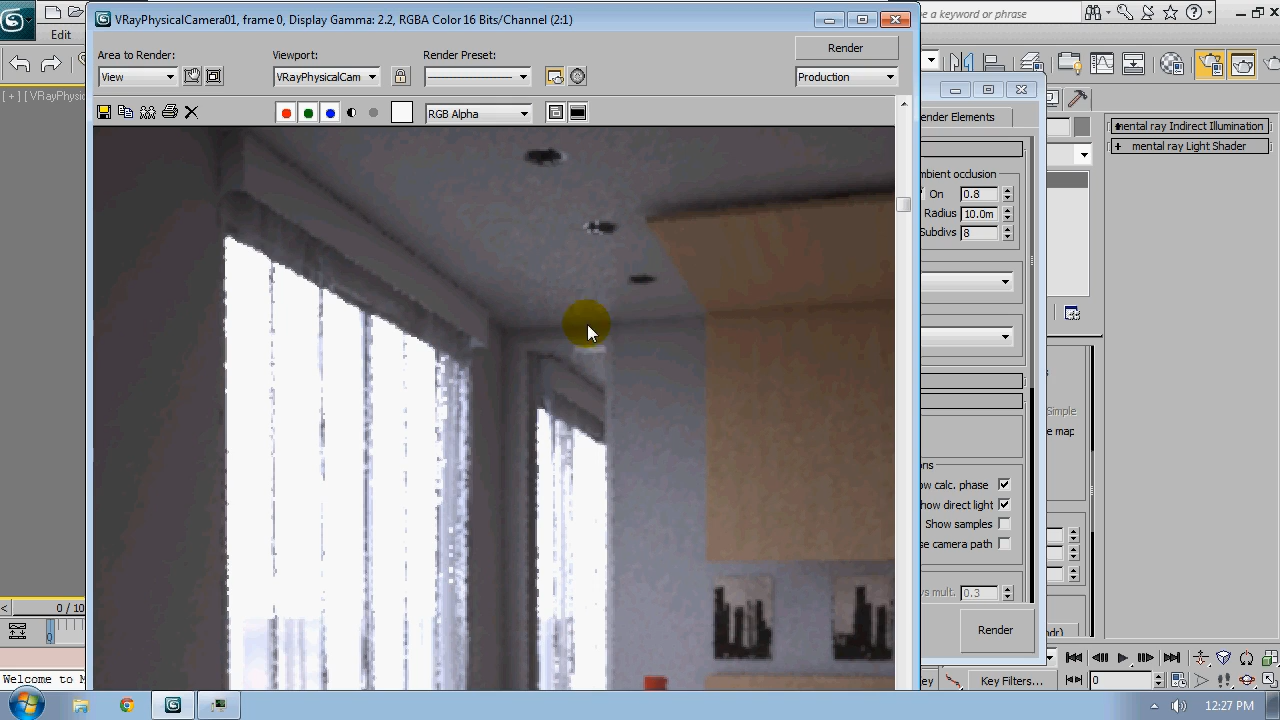 VRayPhysicalCamera01, frame 0, Display Gamma: 2.2, RGBA Color 16 Bits/Channel (2:1)
e a keyword or phrase
Edit
Area to Render:
Viewport:
Render Preset:
Render
View
VRayPhysicalCam
Production
[ + ] [ VRayPhysic
RGB Alpha
ender Elements
mental ray Indirect Illumination
+ mental ray Light Shader
mbient occlusion
On
0.8
Radius
10.0m
Subdivs
8
Simple
e map
ons
ow calc. phase
how direct light
Show samples
se camera path
vs mult.
0.3
Render
0 / 10
0
Welcome to M
0
ey
Key Filters...
12:27 PM